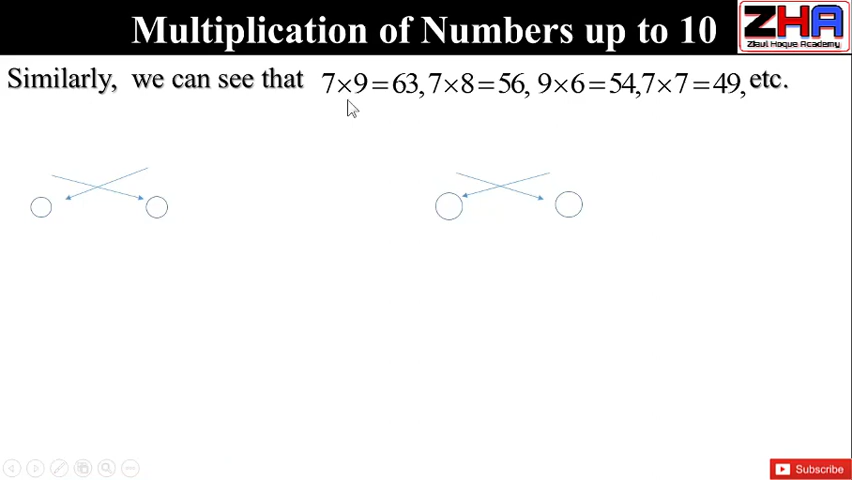 Multiplication of Numbers up to 10
ZHA
Ziaul Hoque Academy
Similarly, we can see that 7×9=63, 7×8=56, 9×6=54, 7×7=49, etc.
Subscribe